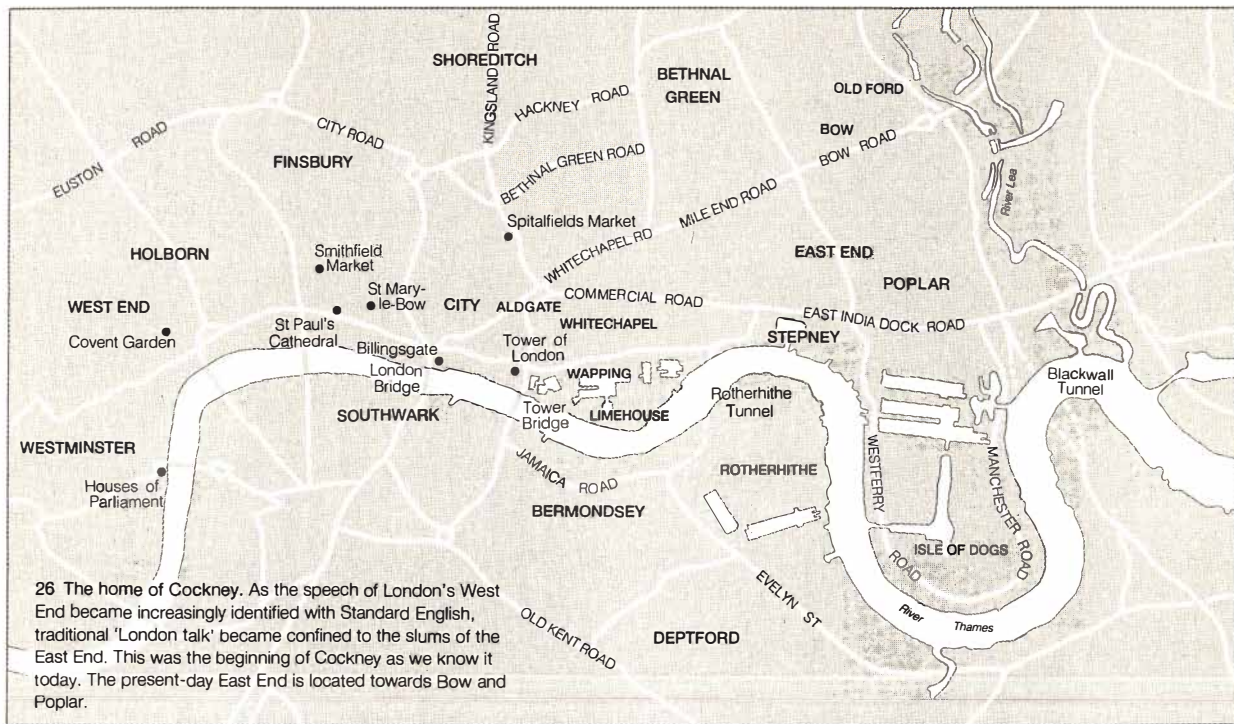 SHOREDITCH
KINGSLAND ROAD
BETHNAL
GREEN
HACKNEY ROAD
OLD FORD
CITY ROAD
EUSTON ROAD
FINSBURY
BETHNAL GREEN ROAD
BOW
BOW ROAD
River Lea
Spitalfields Market
MILE END ROAD
WHITECHAPEL RD
HOLBORN
Smithfield
Market
EAST END
POPLAR
WEST END
Covent Garden
St Mary-
le-Bow
CITY
ALDGATE
COMMERCIAL ROAD
EAST INDIA DOCK ROAD
St Paul's
Cathedral
WHITECHAPEL
STEPNEY
Billingsgate
Tower of
London
London
Bridge
WAPPING
Blackwall
Tunnel
Rotherhithe
Tunnel
SOUTHWARK
Tower
Bridge
LIMEHOUSE
WESTMINSTER
Houses of
Parliament
JAMAICA ROAD
ROTHERHITHE
WESTFERRY ROAD
MANCHESTER ROAD
BERMONDSEY
ISLE OF DOGS
EVELYN ST
River Thames
OLD KENT ROAD
DEPTFORD
26 The home of Cockney. As the speech of London's West
End became increasingly identified with Standard English,
traditional 'London talk' became confined to the slums of the
East End. This was the beginning of Cockney as we know it
today. The present-day East End is located towards Bow and
Poplar.